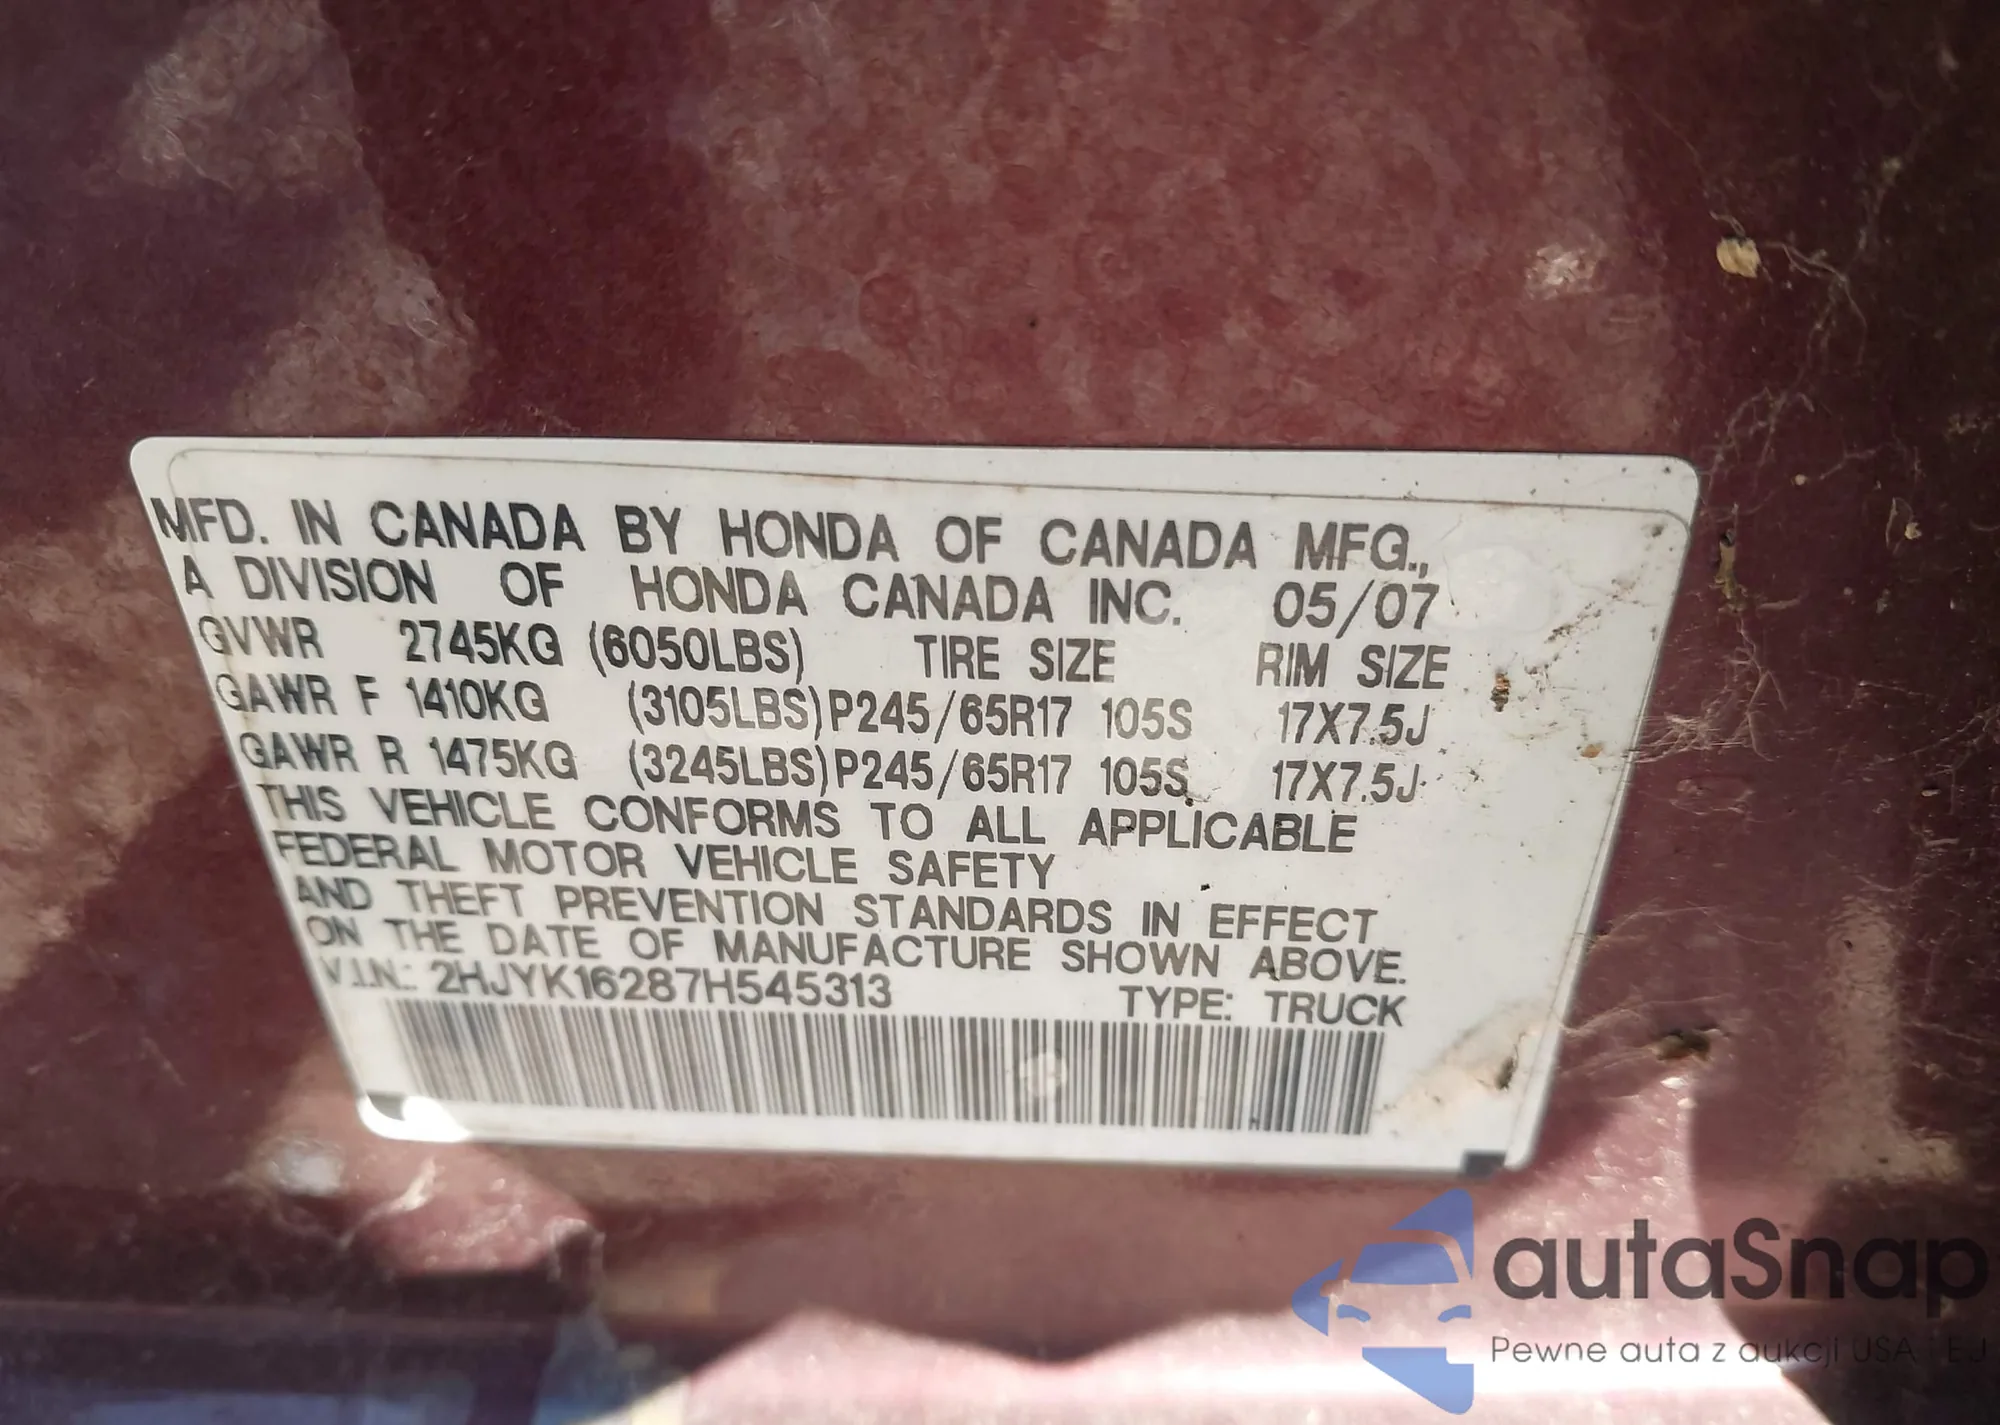 MFD. IN CANADA BY HONDA OF CANADA MFG.,
A DIVISION OF HONDA CANADA INC. 05/07
GVWR 2745KG (6050LBS) TIRE SIZE RIM SIZE
GAWR F 1410KG (3105LBS) P245/65R17 105S 17X7.5J
GAWR R 1475KG (3245LBS) P245/65R17 105S 17X7.5J
THIS VEHICLE CONFORMS TO ALL APPLICABLE
FEDERAL MOTOR VEHICLE SAFETY
AND THEFT PREVENTION STANDARDS IN EFFECT
ON THE DATE OF MANUFACTURE SHOWN ABOVE.
V.I.N.: 2HJYK16287H545313 TYPE: TRUCK
autaSnap
Pewne auta z aukcji USA i EJ